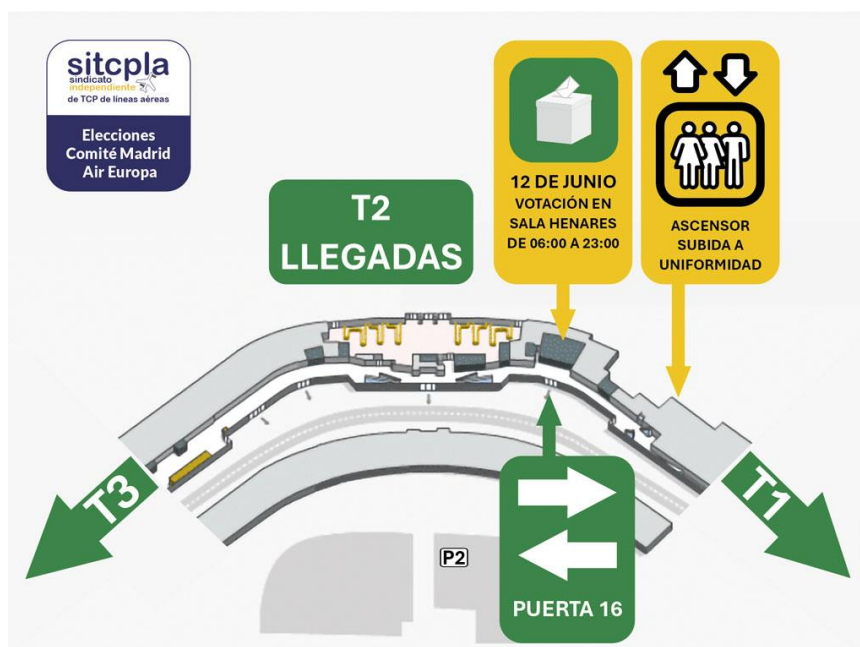 sitcpla
sindicato
independiente
de TCP de líneas aéreas
Elecciones
Comité Madrid
Air Europa
T2
LLEGADAS
12 DE JUNIO
VOTACIÓN EN
SALA HENARES
DE 06:00 A 23:00
ASCENSOR
SUBIDA A
UNIFORMIDAD
T3
T1
P2
PUERTA 16